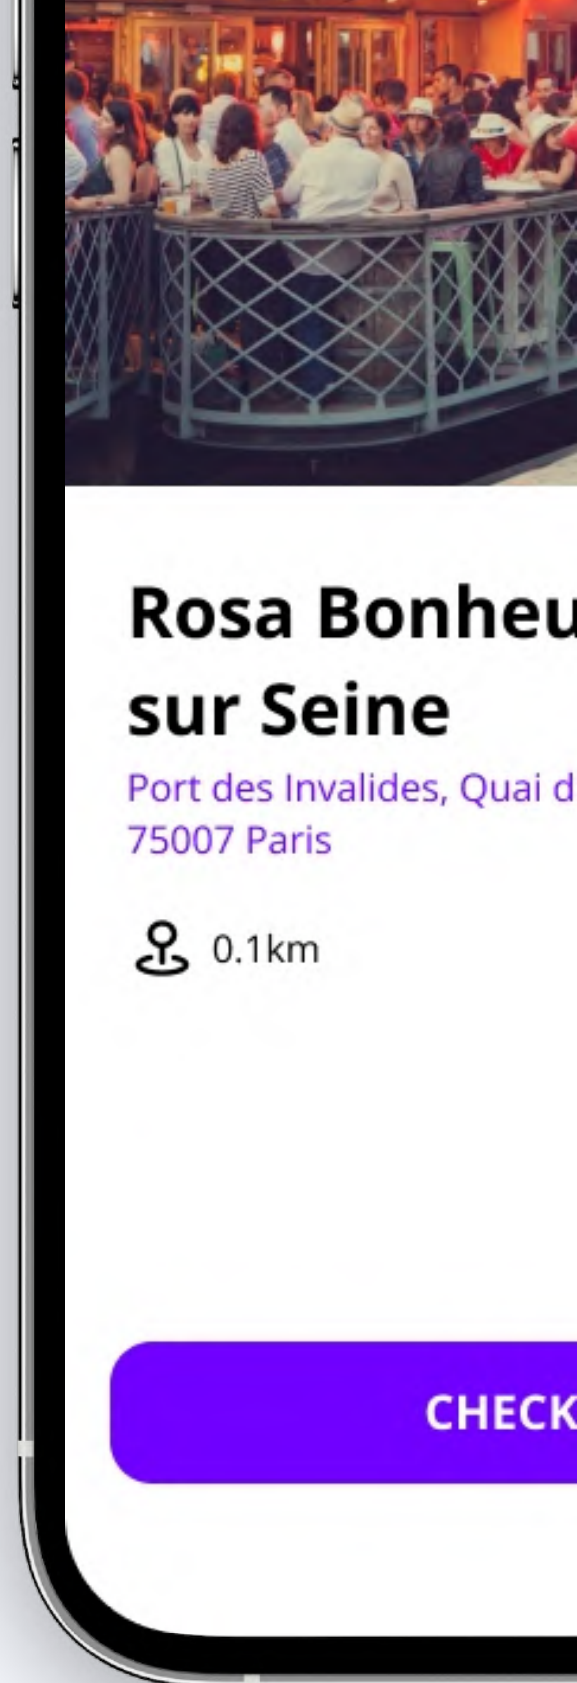 Rosa Bonheu
sur Seine
Port des Invalides, Quai d
75007 Paris
0.1km
CHECK